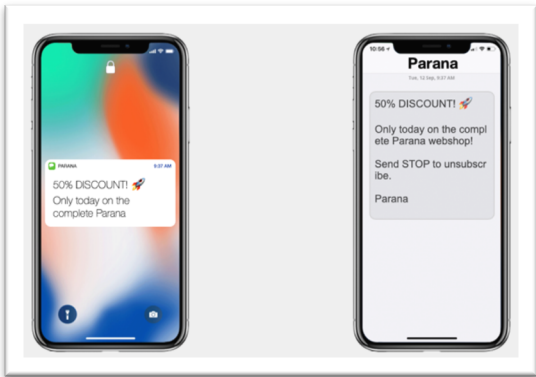 PARANA
9:07 AM
50% DISCOUNT! 🚀
Only today on the
complete Parana
10:56
Parana
Tue, 12 Sep, 9:07 AM
50% DISCOUNT! 🚀
Only today on the compl
ete Parana webshop!
Send STOP to unsubscr
ibe.
Parana